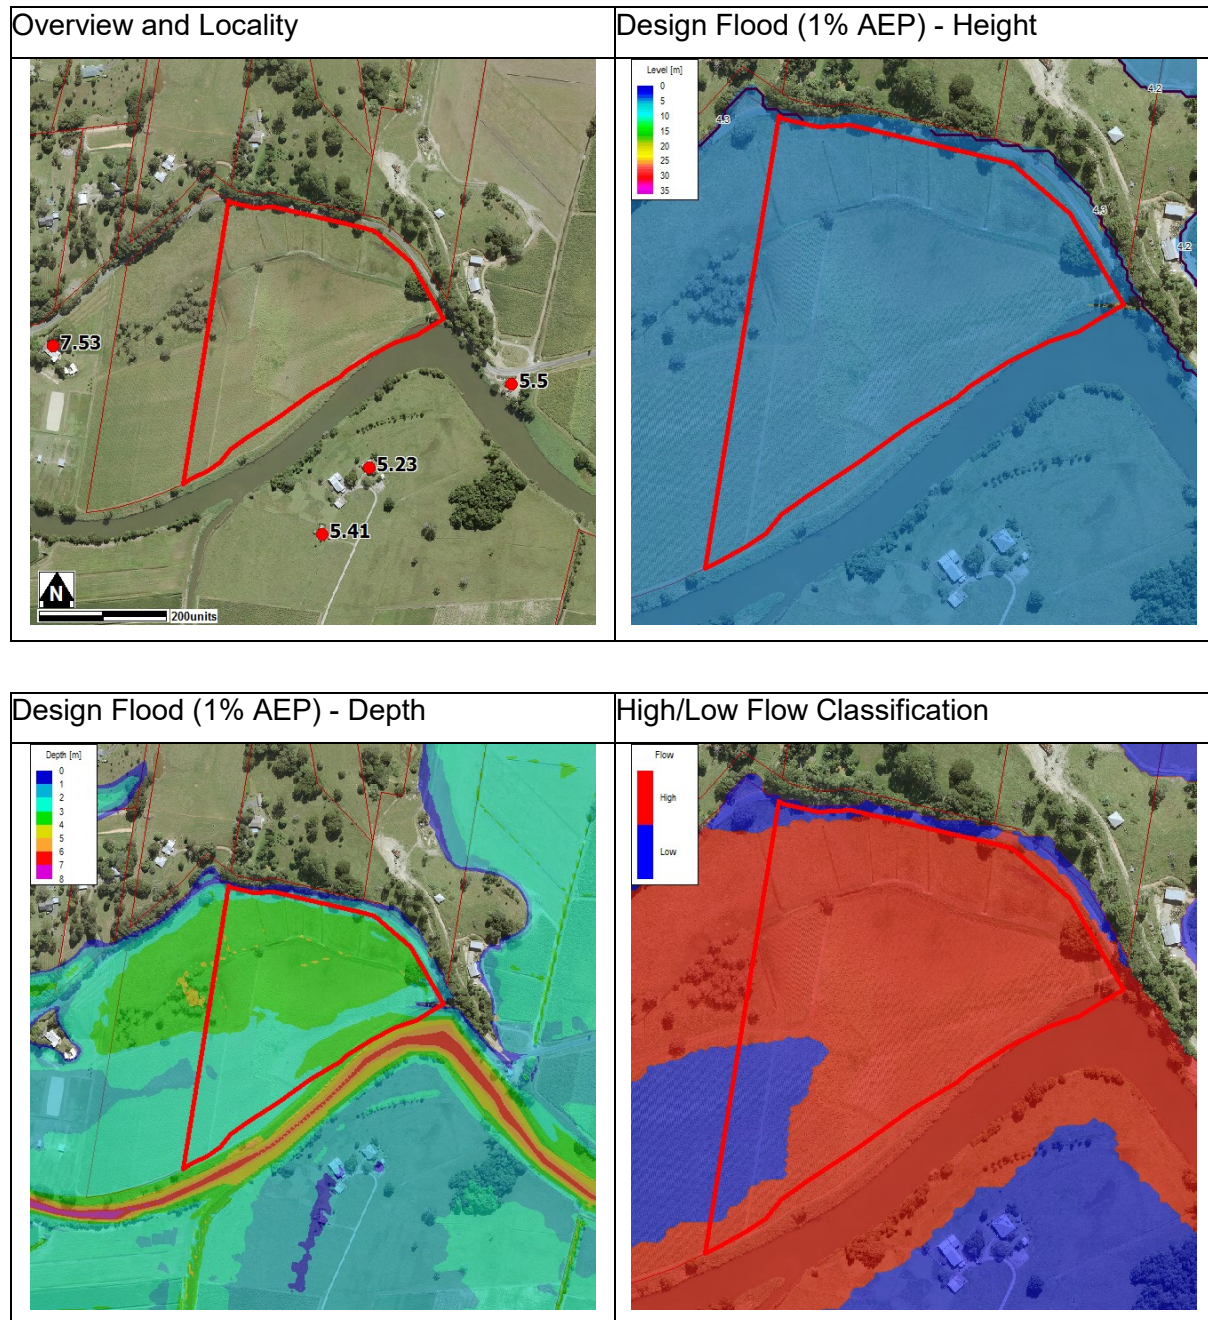 Overview and Locality
Design Flood (1% AEP) - Height
7.53
5.5
5.23
5.41
N
200units
Level [m]
0
5
10
15
20
25
30
35
4.3
4.2
4.3
4.2
Design Flood (1% AEP) - Depth
High/Low Flow Classification
Depth [m]
0
1
2
3
4
5
6
7
8
Flow
High
Low